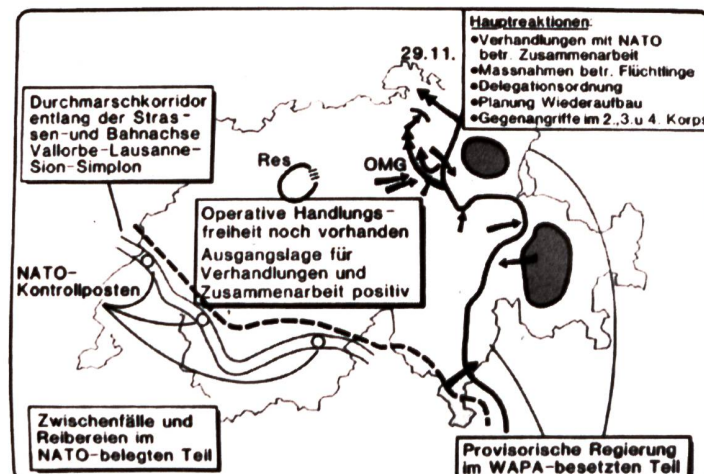 Hauptreaktionen:
•Verhandlungen mit NATO
betr. Zusammenarbeit
•Massnahmen betr. Flüchtlinge
•Delegationsordnung
•Planung Wiederaufbau
•Gegenangriffe im 2.,3.u 4. Korps
29.11.
Durchmarschkorridor
entlang der Stras-
sen-und Bahnachse
Vallorbe-Lausanne-
Sion-Simplon
Res
OMG
Operative Handlungs-
freiheit noch vorhanden
Ausgangslage für
Verhandlungen und
Zusammenarbeit positiv
NATO-
Kontrollposten
Zwischenfälle und
Reibereien im
NATO-belegten Teil
Provisorische Regierung
im WAPA-besetzten Teil